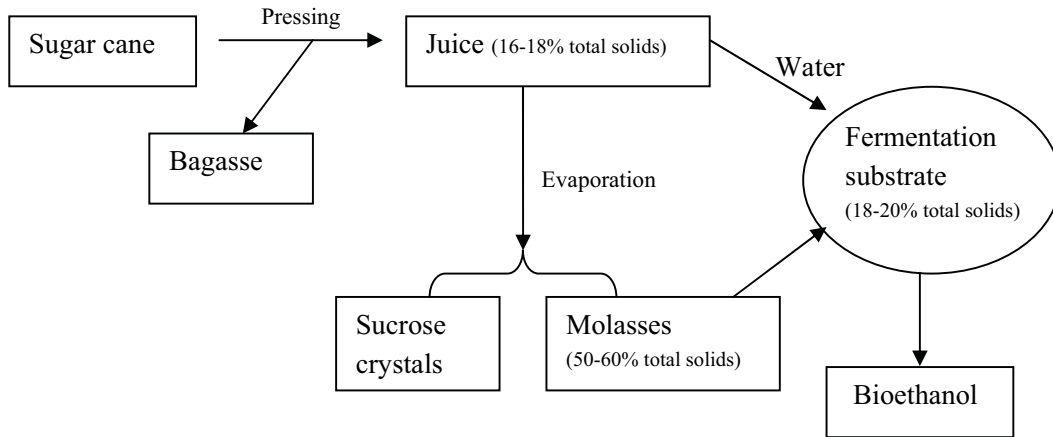 Pressing
Sugar cane
Juice (16-18% total solids)
Water
Bagasse
Evaporation
Fermentation
substrate
(18-20% total solids)
Sucrose
crystals
Molasses
(50-60% total solids)
Bioethanol